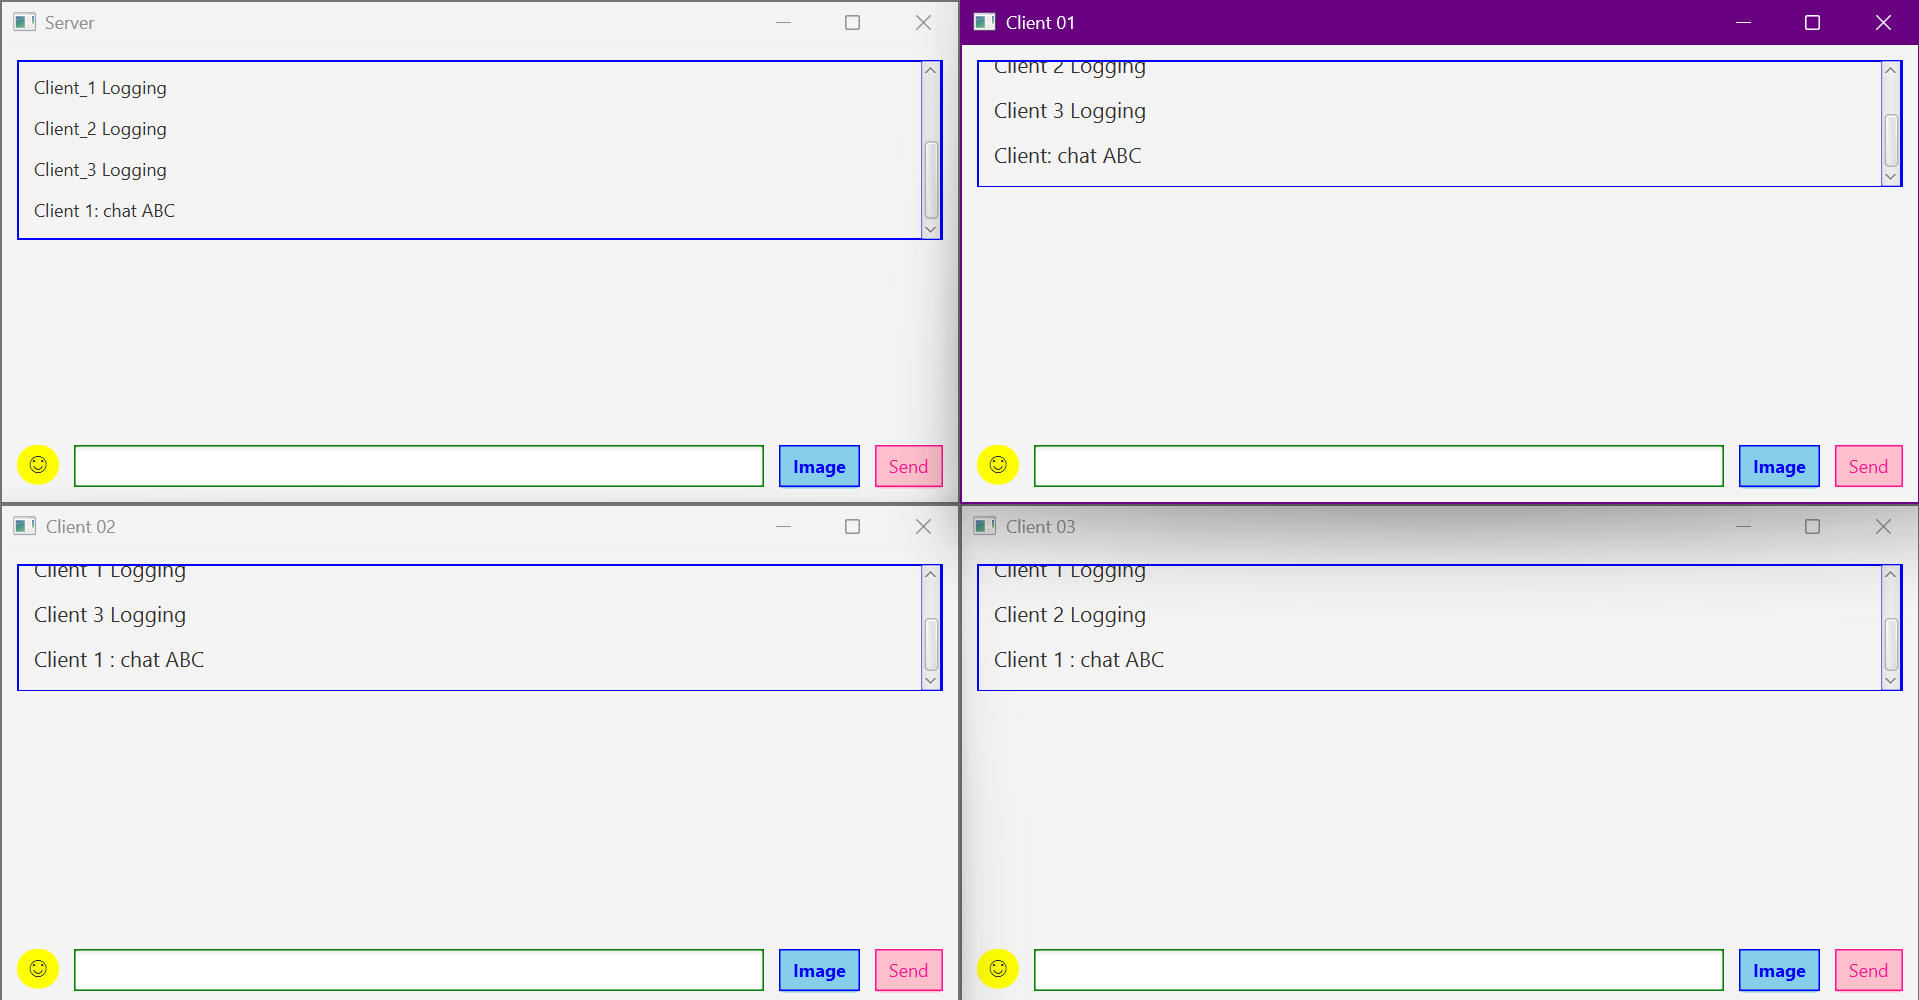 Server
Client_1 Logging
Client_2 Logging
Client_3 Logging
Client 1: chat ABC
Image
Send
Client 01
Client 2 Logging
Client 3 Logging
Client: chat ABC
Image
Send
Client 02
Client 1 Logging
Client 3 Logging
Client 1 : chat ABC
Image
Send
Client 03
Client 1 Logging
Client 2 Logging
Client 1 : chat ABC
Image
Send